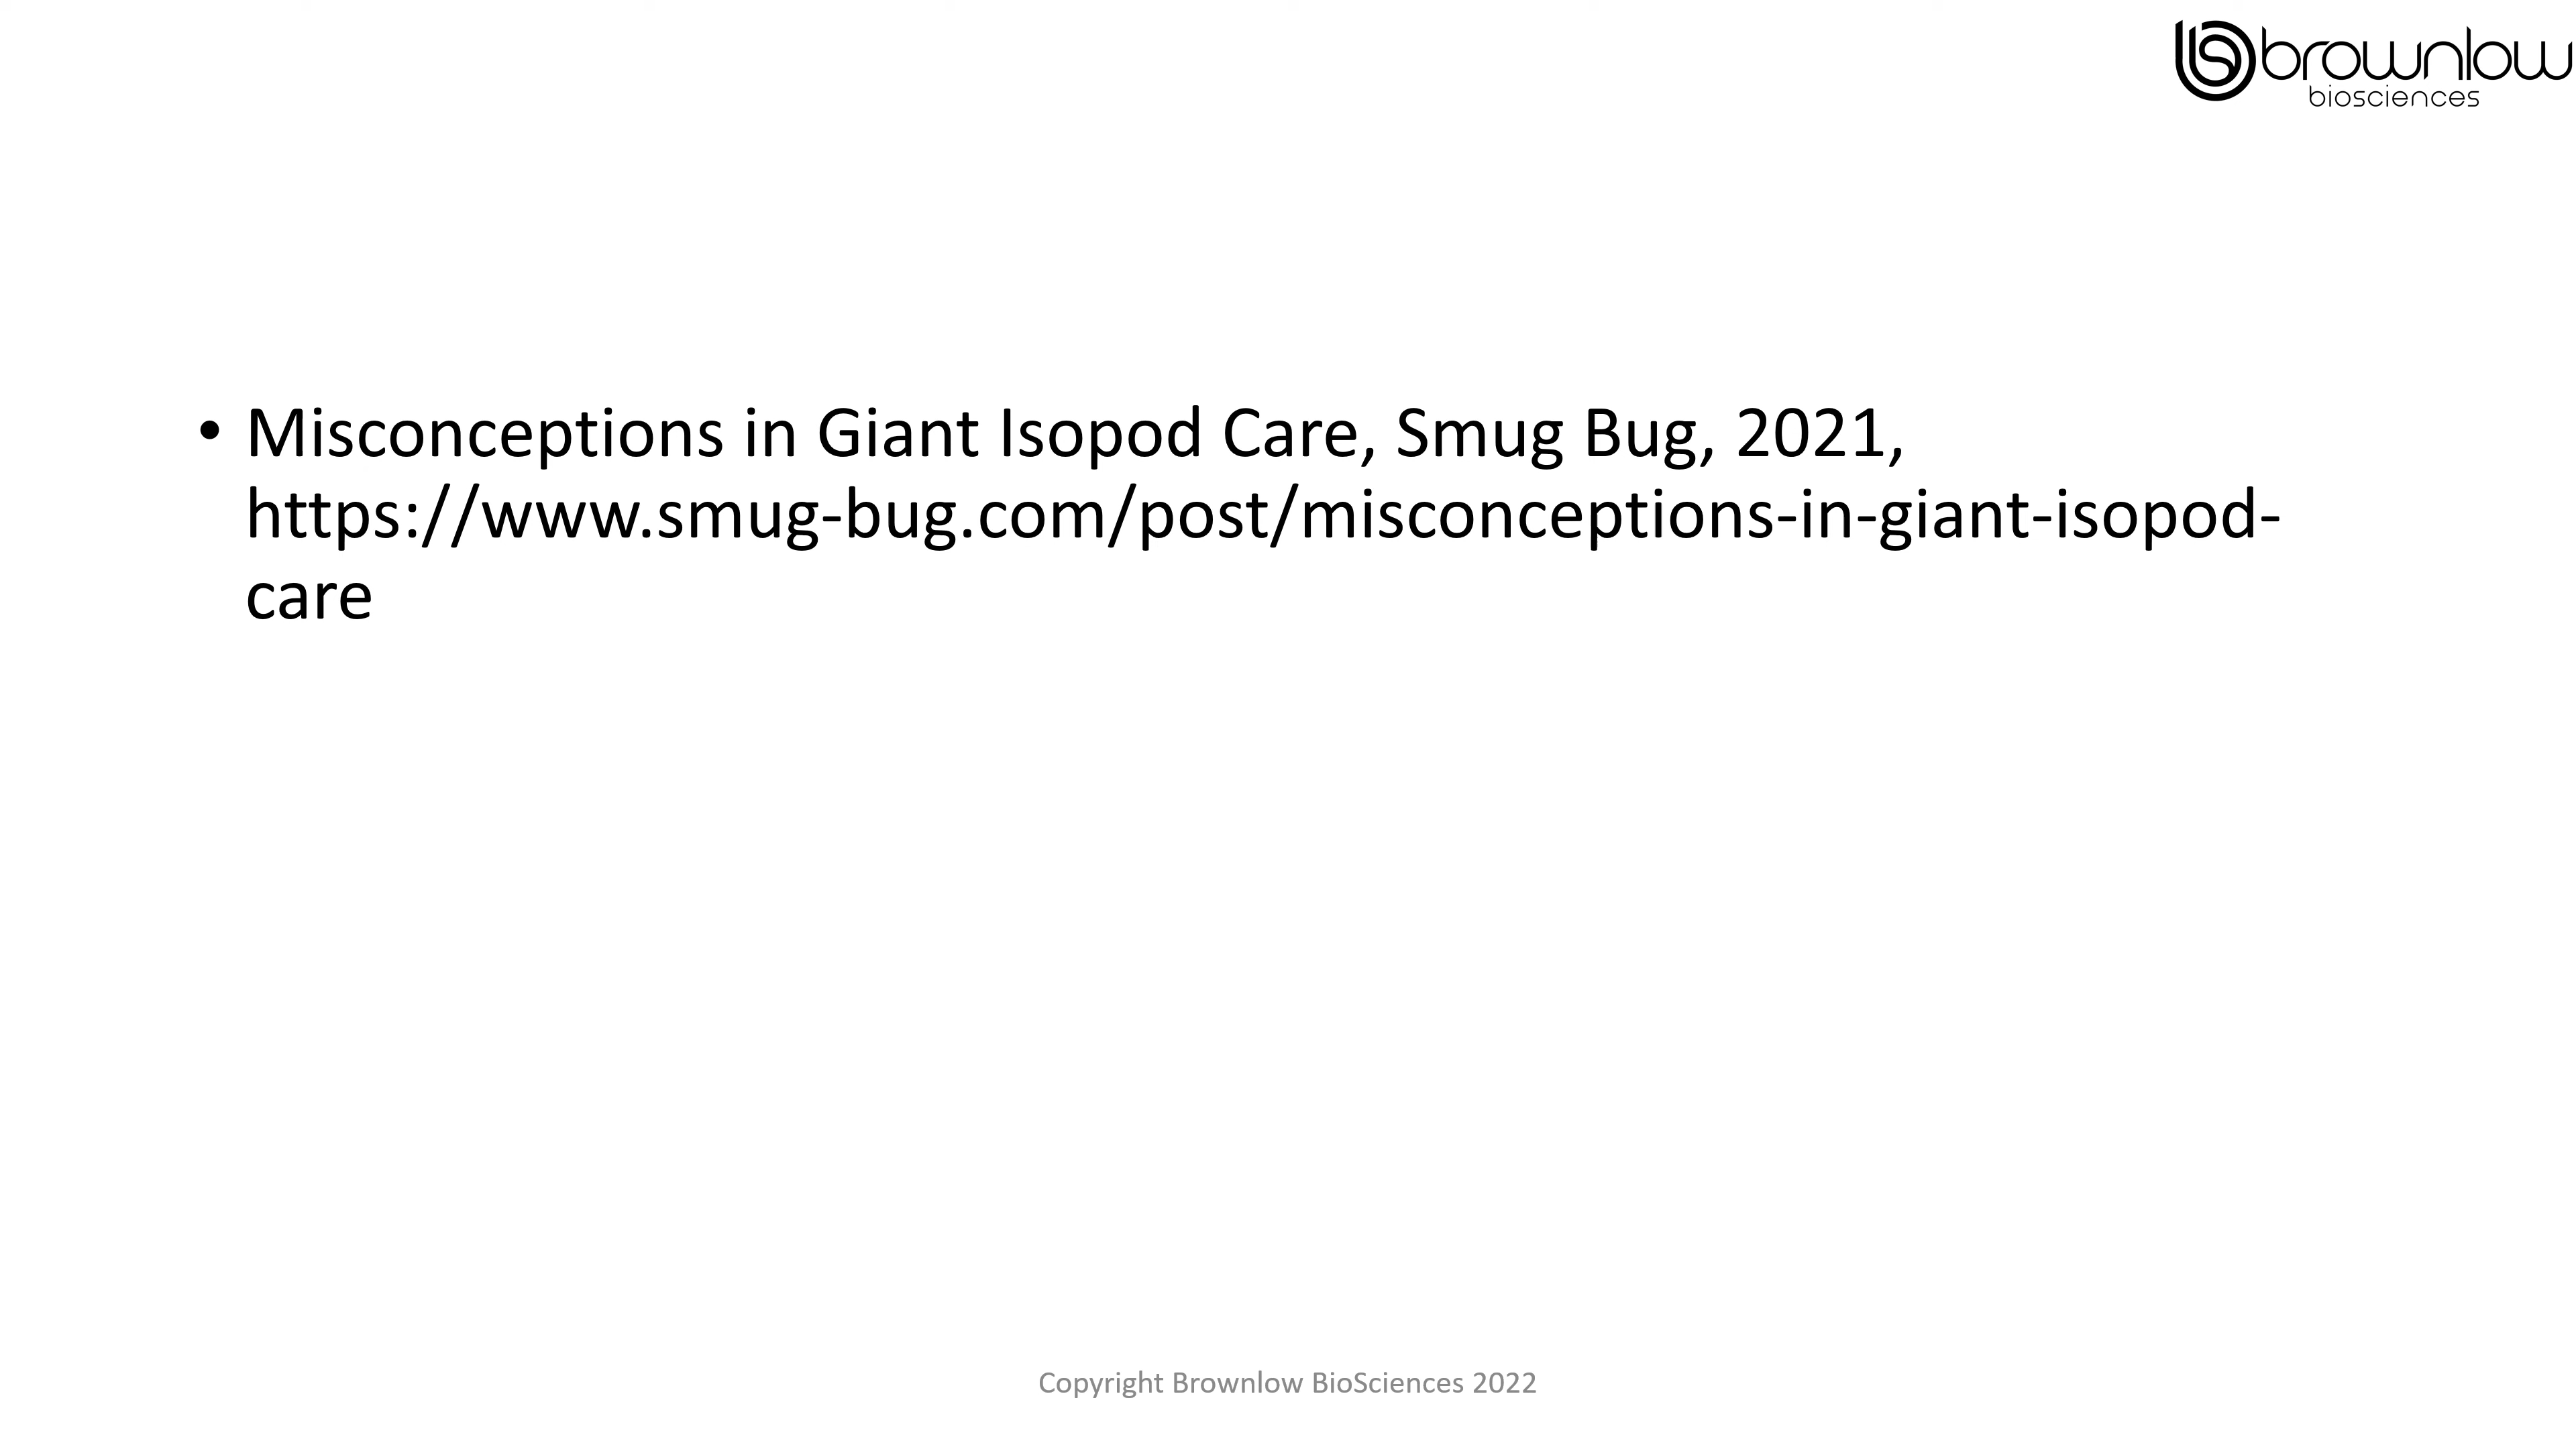 brownlow
biosciences
• Misconceptions in Giant Isopod Care, Smug Bug, 2021,
https://www.smug-bug.com/post/misconceptions-in-giant-isopod-
care
Copyright Brownlow BioSciences 2022